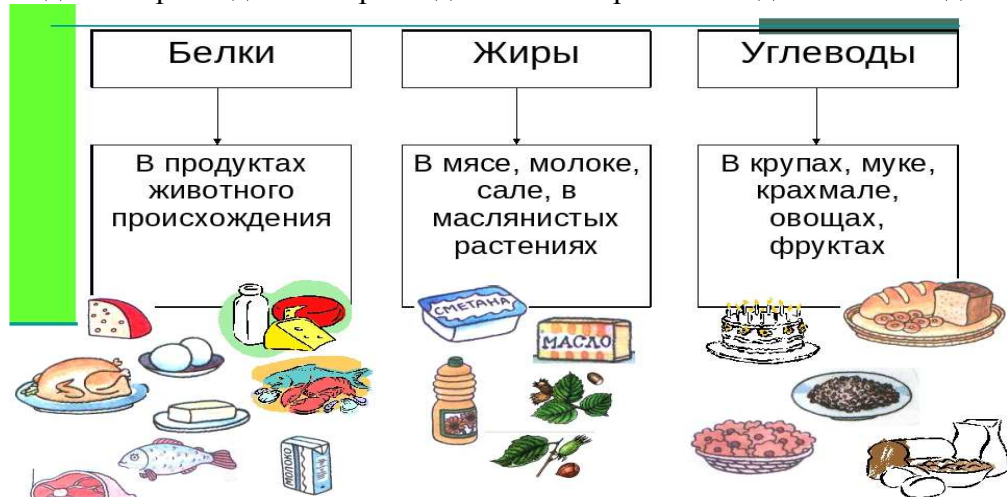 Белки
Жиры
Углеводы
В продуктах
животного
происхождения
В мясе, молоке,
сале, в
маслянистых
растениях
В крупах, муке,
крахмале,
овощах,
фруктах
СМЕТАНА
МАСЛО
МОЛОКО